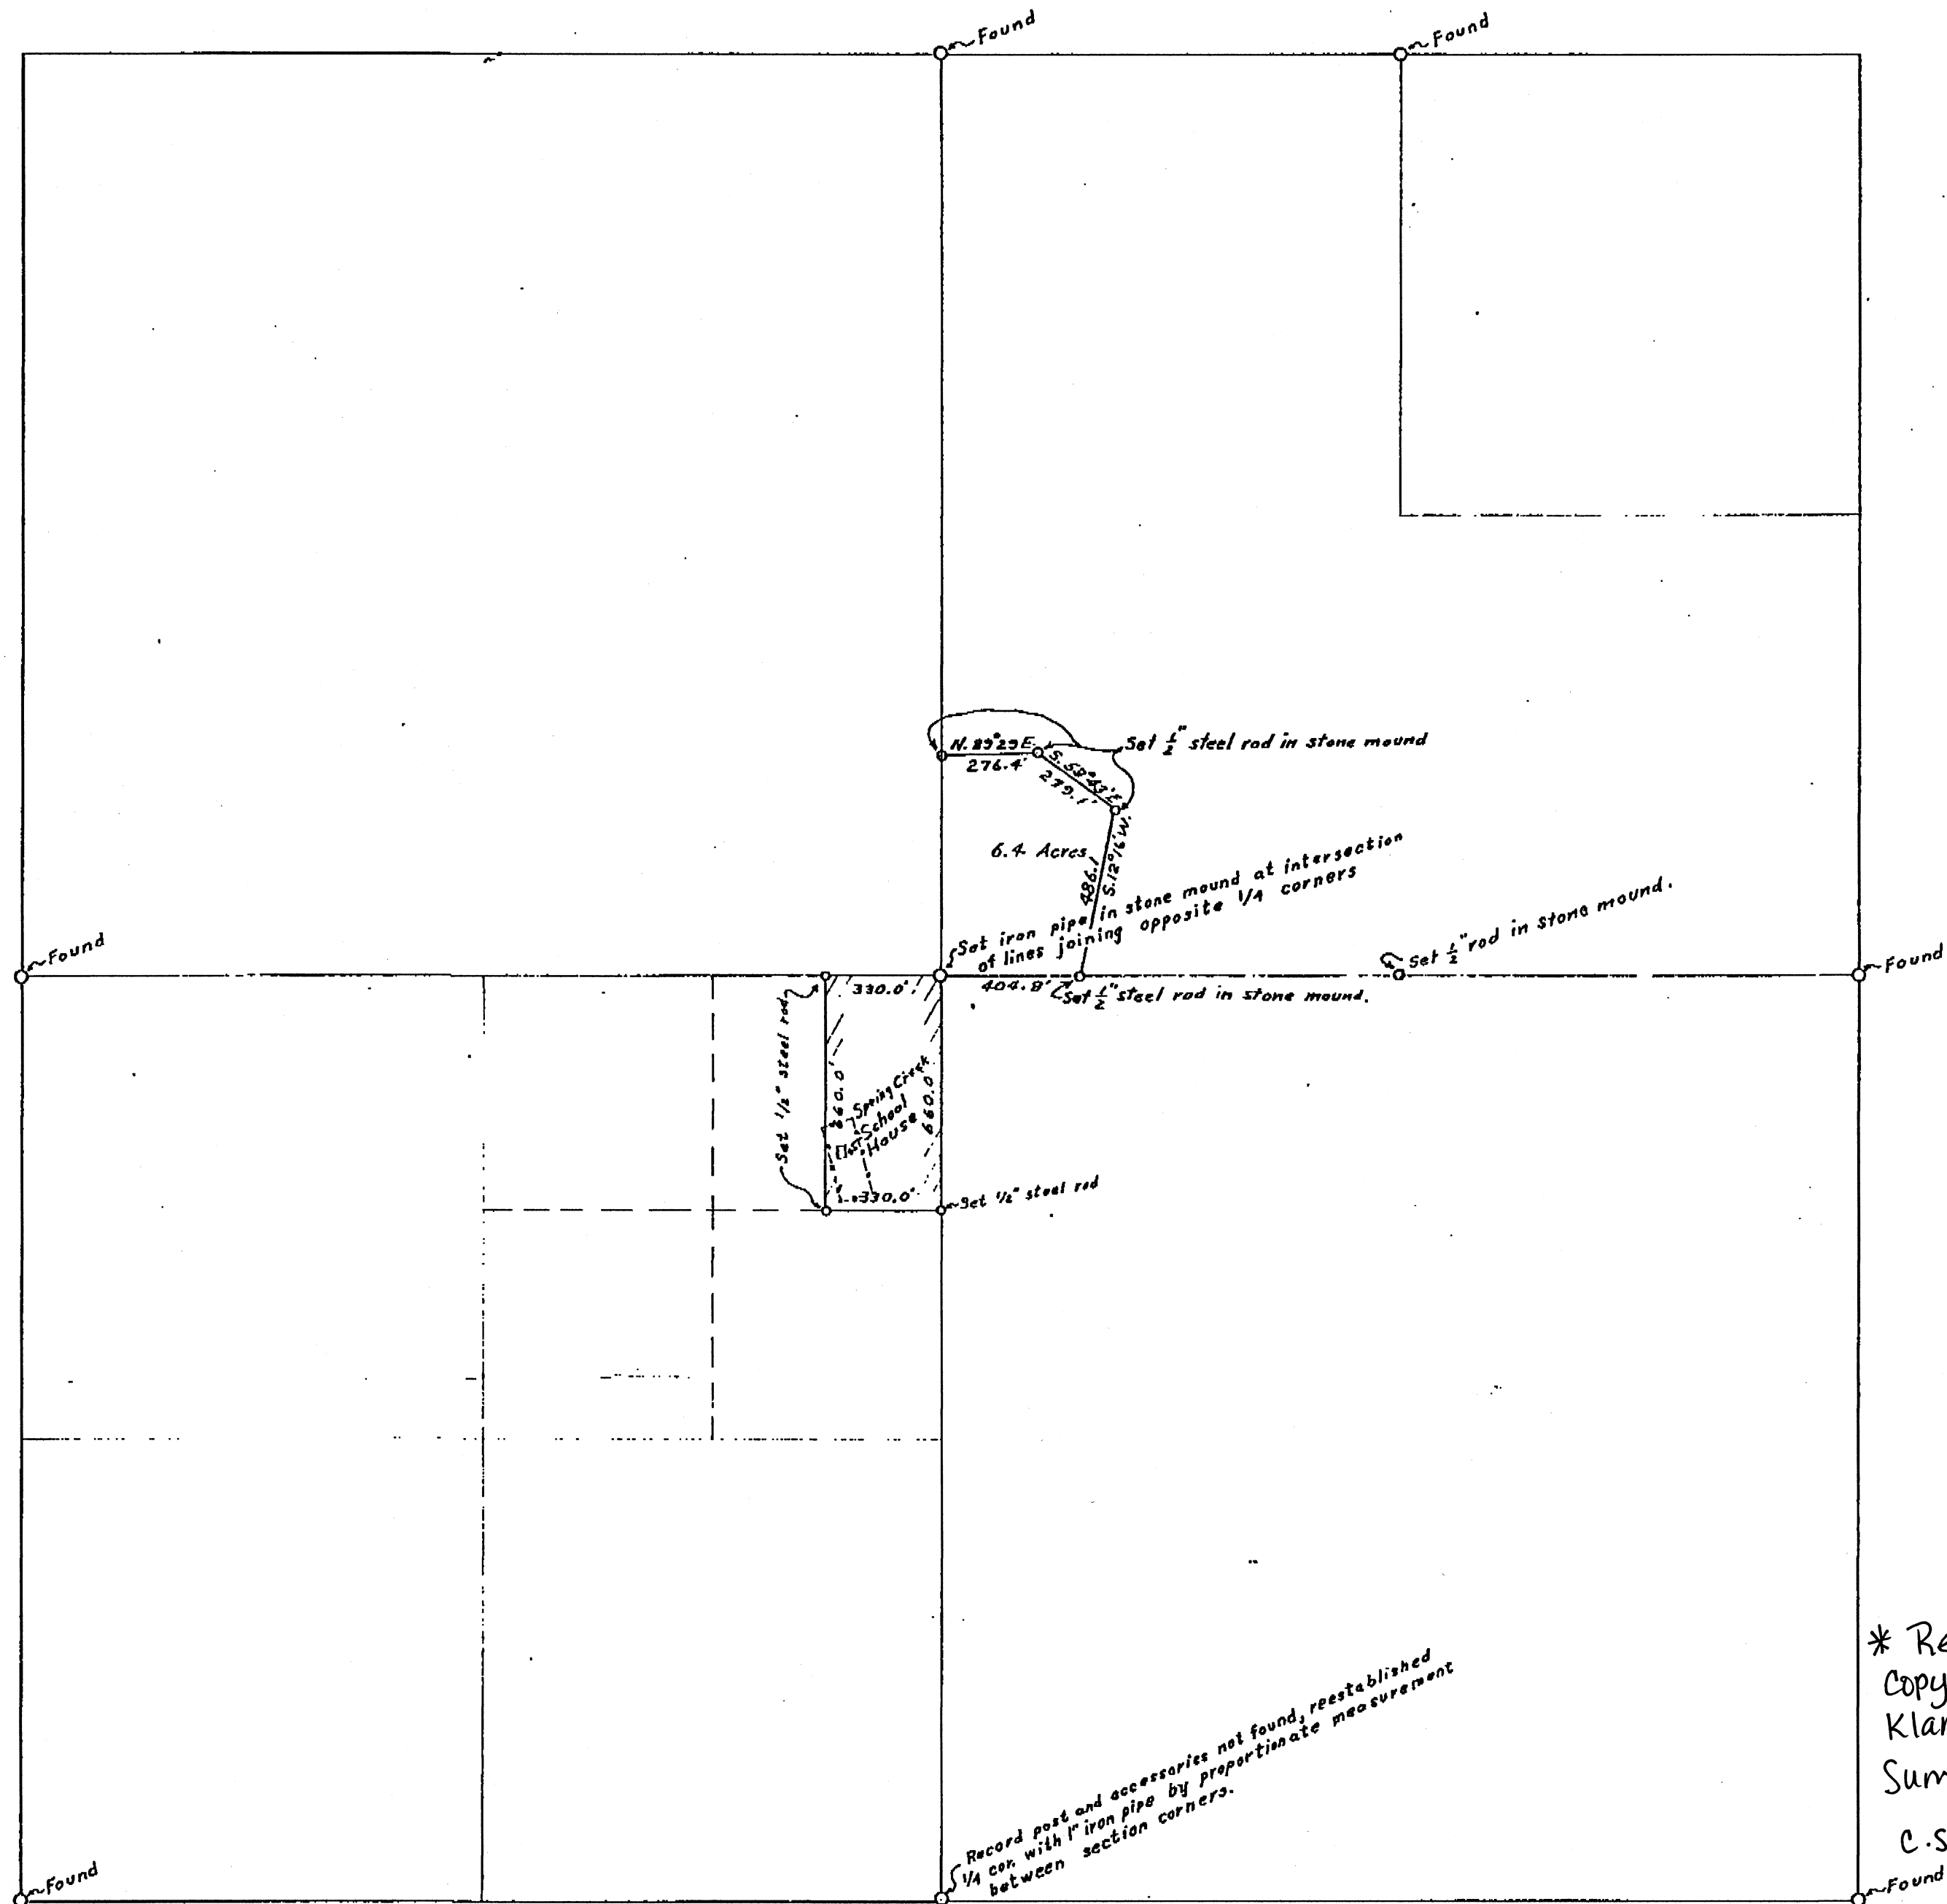 Found
Found
N. 89°29'E.
276.4'
Set 1/2" steel rod in stone mound
279.1'
6.4 Acres
486.1
S.12°16'W.
Set iron pipe in stone mound at intersection
of lines joining opposite 1/4 corners
Set 1/2" rod in stone mound.
Found
Found
330.0'
404.8'
Set 1/2" steel rod in stone mound.
Set 1/2" steel rod
660.0'
Spring Creek
School
House
660.0'
330.0'
Set 1/2" steel rod
Record post and accessories not found, reestablished
1/4 cor. with 1" iron pipe by proportionate measurement
between section corners.
* Re
Copy
Klam
Sum
C.S
Found
Found